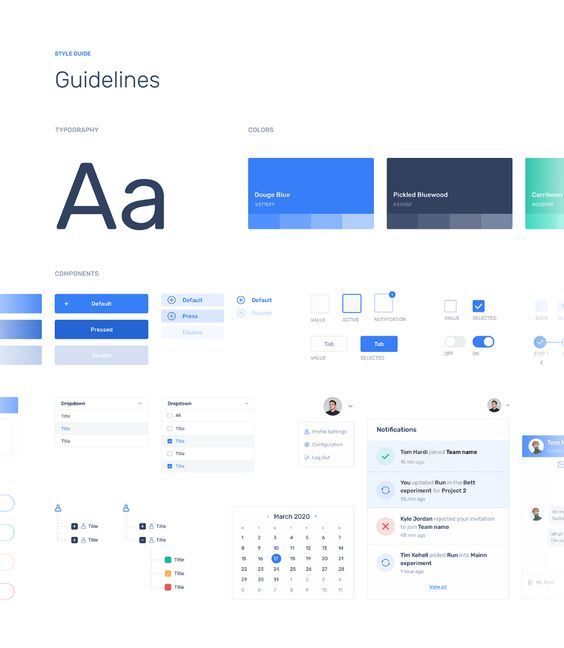 STYLE GUIDE
Guidelines
TYPOGRAPHY
COLORS
Aa
Douge Blue
#377EF9
Pickled Bluewood
#31415F
Carribean
COMPONENTS
Default
Pressed
Disable
Default
Press
Disable
Default
Disable
VALUE
ACTIVE
NOTIFICATION
VALUE
SELECTED
BACK
Tab
Tab
VALUE
SELECTED
OFF
ON
STEP 1
Dropdown
Title
Title
Title
Dropdown
All
Title
Title
Title
Title
Profile Settings
Configuration
Log Out
Notifications
Tom Hardi joined Team name
15 min ago
You updated Run in the Bett
experiment for Project 2
35 min ago
Kyle Jordan rejected your invitation
to join Team name
48 min ago
Tim Kehell added Run into Mainn
experiment
1 hour ago
View all
Tom H
Title
Title
Title
Title
Title
Title
Title
March 2020
1 2 3 4 5 6 7
8 9 10 11 12 13 14
15 16 17 18 19 20 21
22 23 24 25 26 27 28
29 30 31 1 2 3 4
5 6 7 8 9 10 11